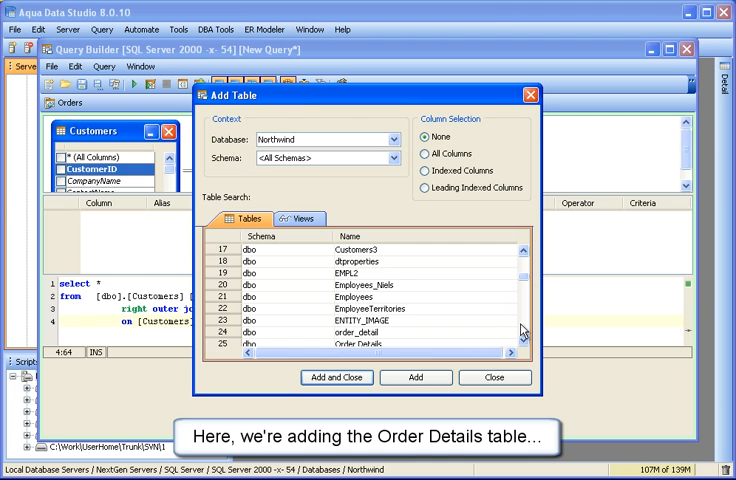 Aqua Data Studio 8.0.10
File Edit Server Query Automate Tools DBA Tools ER Modeler Window Help
Query Builder [SQL Server 2000 -x- 54] [New Query*]
File Edit Query Window
Orders
Customers
* (All Columns)
CustomerID
CompanyName
Column Alias Operator Criteria
1 select *
2 from [dbo].[Customers] [
3 right outer jo
4 on [Customers]
4:64 INS
Add Table
Context
Database: Northwind
Schema: <All Schemas>
Column Selection
None
All Columns
Indexed Columns
Leading Indexed Columns
Table Search:
Tables Views
Schema Name
17 dbo Customers3
18 dbo dtproperties
19 dbo EMPL2
20 dbo Employees_Niels
21 dbo Employees
22 dbo EmployeeTerritories
23 dbo ENTITY_IMAGE
24 dbo order_detail
25 dbo Order Details
Add and Close Add Close
Detail
Serve
Scripts
Here, we're adding the Order Details table...
C:\Work\UserHome\Trunk\SYN\1
Local Database Servers / NextGen Servers / SQL Server / SQL Server 2000 -x- 54 / Databases / Northwind
107M of 139M